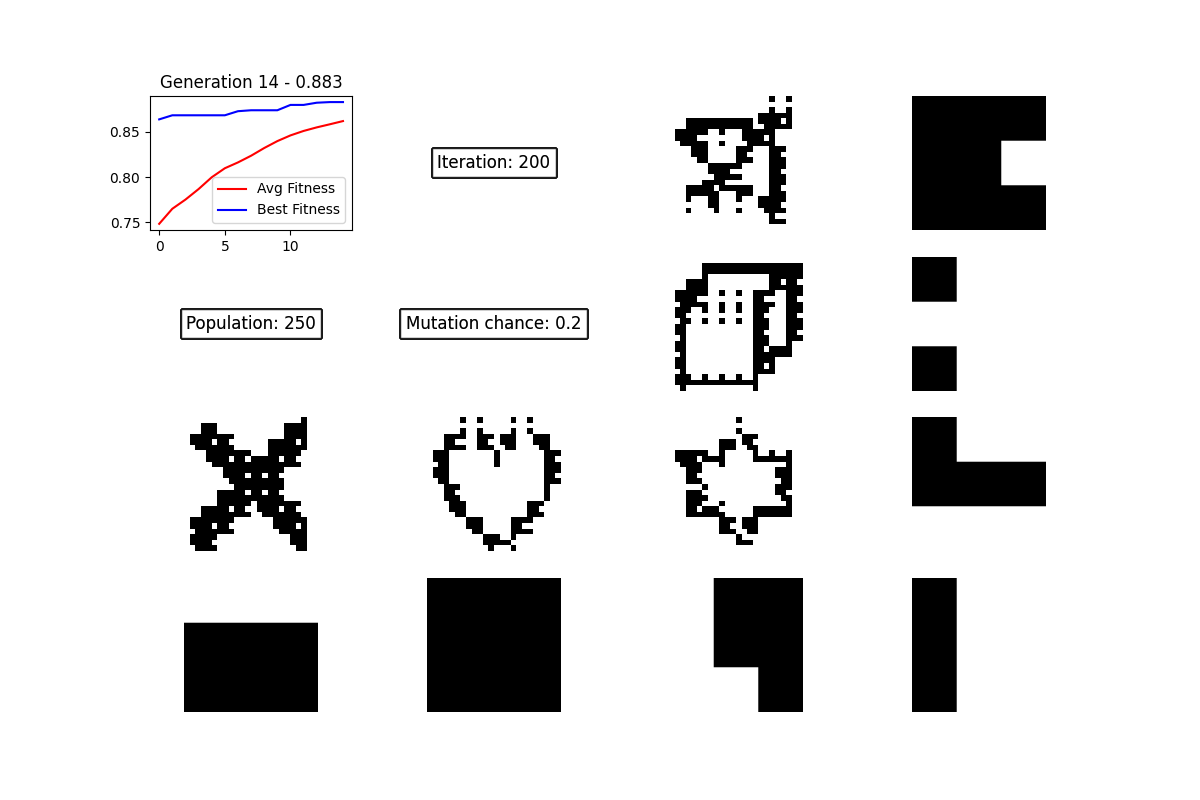 Generation 14 - 0.883
0.85
0.80
0.75
Avg Fitness
Best Fitness
0 5 10
Iteration: 200
Population: 250
Mutation chance: 0.2